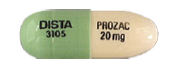 DISTA
3105
PROZAC
20 mg